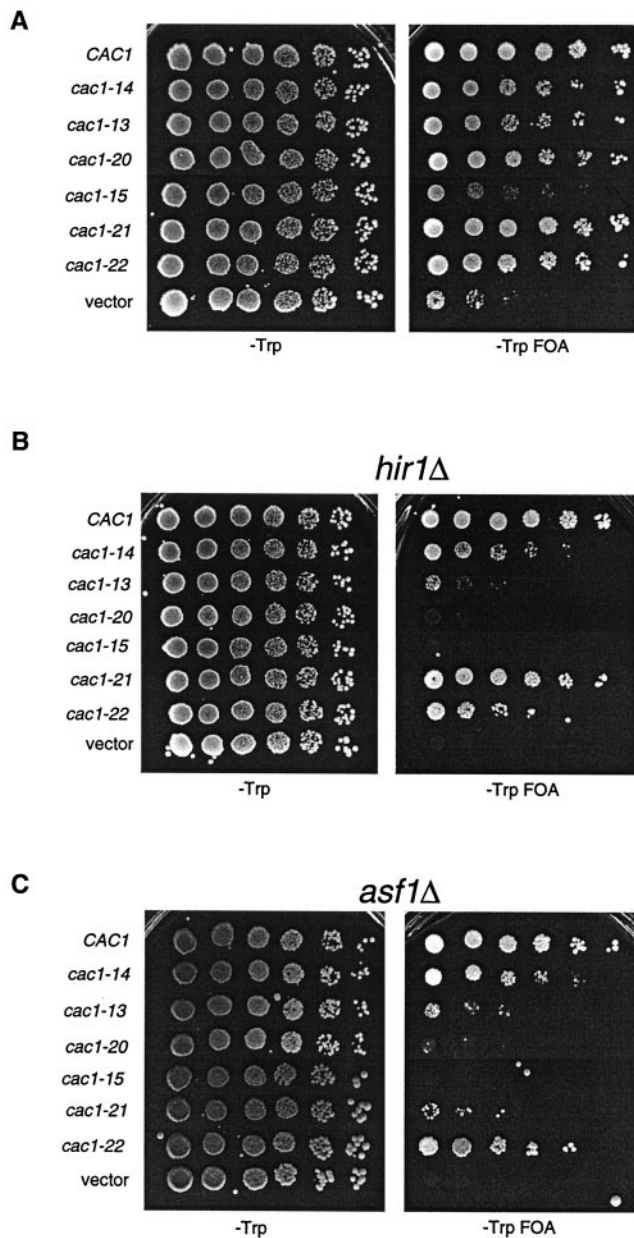 A
CAC1
cac1-14
cac1-13
cac1-20
cac1-15
cac1-21
cac1-22
vector
-Trp
-Trp FOA
B
hir1Δ
CAC1
cac1-14
cac1-13
cac1-20
cac1-15
cac1-21
cac1-22
vector
-Trp
-Trp FOA
C
asf1Δ
CAC1
cac1-14
cac1-13
cac1-20
cac1-15
cac1-21
cac1-22
vector
-Trp
-Trp FOA